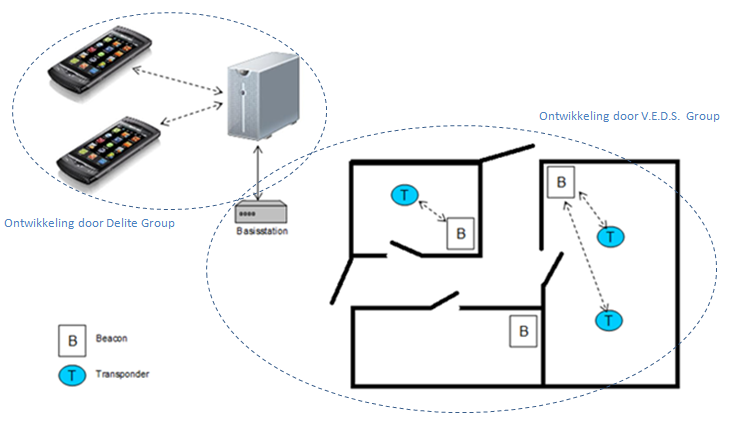 Ontwikkeling door V.E.D.S. Group
T
B
B
T
Ontwikkeling door Delite Group
Basisstation
T
B
B
Beacon
T
Transponder